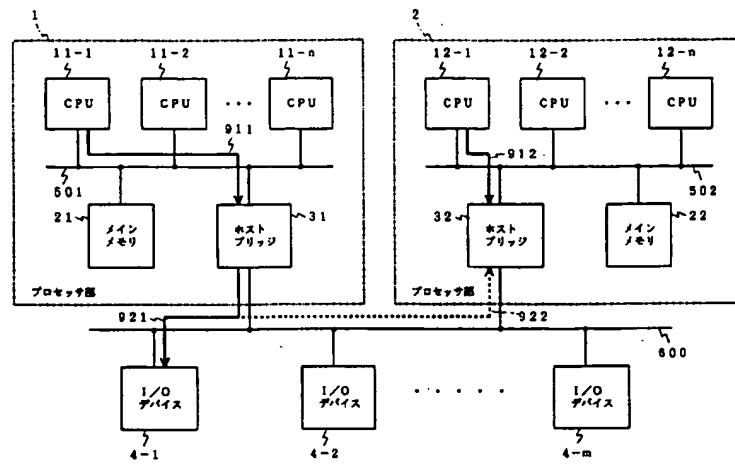 1
2
11-1
11-2
11-n
12-1
12-2
12-n
CPU
CPU
...
CPU
CPU
CPU
...
CPU
911
912
501
502
21
31
32
22
メイン
メモリ
ホスト
ブリッジ
ホスト
ブリッジ
メイン
メモリ
プロセッサ部
プロセッサ部
921
922
600
I/O
デバイス
I/O
デバイス
......
I/O
デバイス
4-1
4-2
4-m